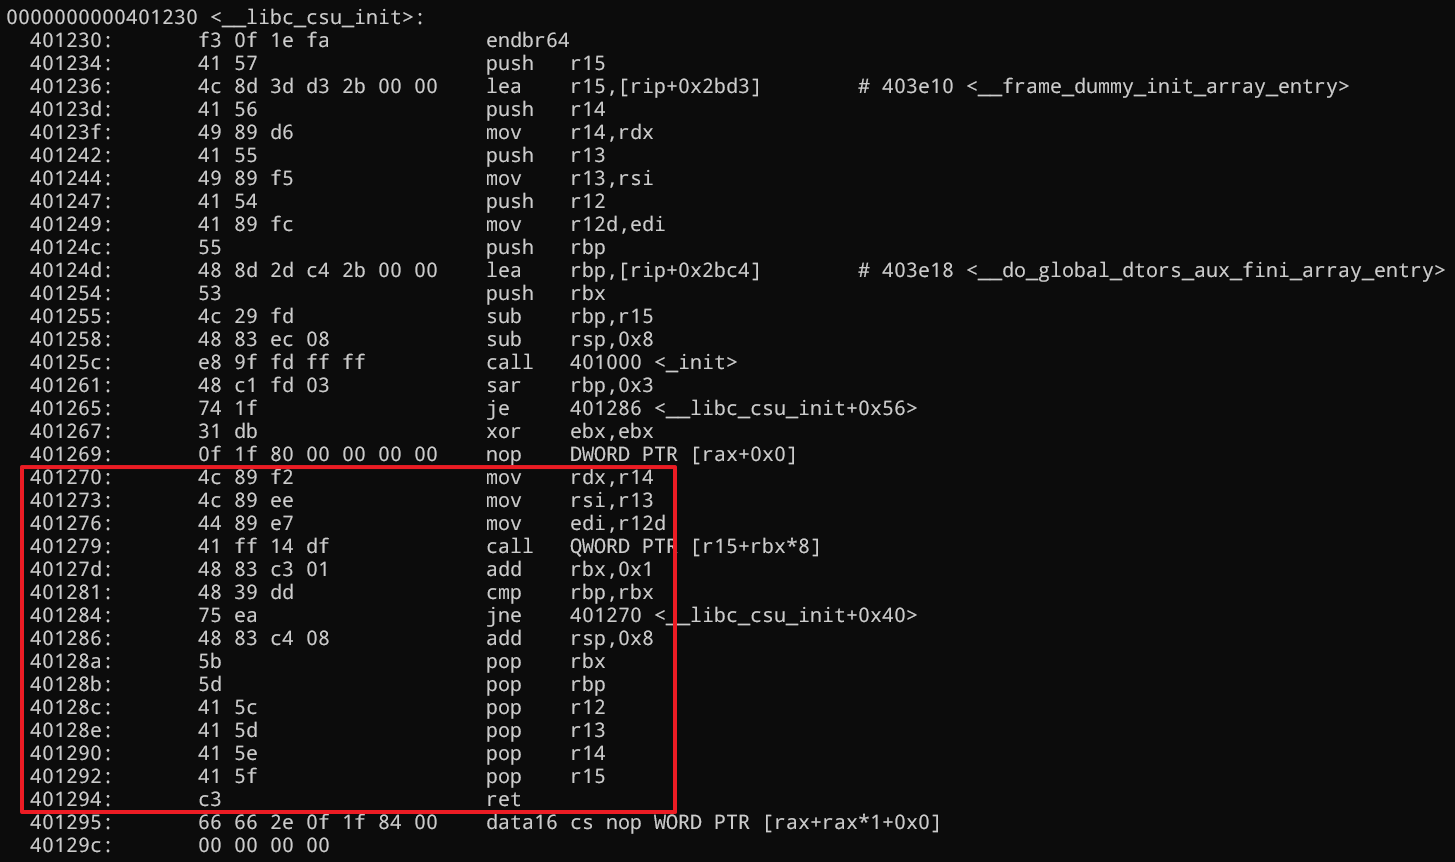 0000000000401230 <__libc_csu_init>:
  401230:       f3 0f 1e fa             endbr64
  401234:       41 57                   push   r15
  401236:       4c 8d 3d d3 2b 00 00    lea    r15,[rip+0x2bd3]        # 403e10 <__frame_dummy_init_array_entry>
  40123d:       41 56                   push   r14
  40123f:       49 89 d6                mov    r14,rdx
  401242:       41 55                   push   r13
  401244:       49 89 f5                mov    r13,rsi
  401247:       41 54                   push   r12
  401249:       41 89 fc                mov    r12d,edi
  40124c:       55                      push   rbp
  40124d:       48 8d 2d c4 2b 00 00    lea    rbp,[rip+0x2bc4]        # 403e18 <__do_global_dtors_aux_fini_array_entry>
  401254:       53                      push   rbx
  401255:       4c 29 fd                sub    rbp,r15
  401258:       48 83 ec 08             sub    rsp,0x8
  40125c:       e8 9f fd ff ff          call   401000 <_init>
  401261:       48 c1 fd 03             sar    rbp,0x3
  401265:       74 1f                   je     401286 <__libc_csu_init+0x56>
  401267:       31 db                   xor    ebx,ebx
  401269:       0f 1f 80 00 00 00 00    nop    DWORD PTR [rax+0x0]
  401270:       4c 89 f2                mov    rdx,r14
  401273:       4c 89 ee                mov    rsi,r13
  401276:       44 89 e7                mov    edi,r12d
  401279:       41 ff 14 df             call   QWORD PTR [r15+rbx*8]
  40127d:       48 83 c3 01             add    rbx,0x1
  401281:       48 39 dd                cmp    rbp,rbx
  401284:       75 ea                   jne    401270 <__libc_csu_init+0x40>
  401286:       48 83 c4 08             add    rsp,0x8
  40128a:       5b                      pop    rbx
  40128b:       5d                      pop    rbp
  40128c:       41 5c                   pop    r12
  40128e:       41 5d                   pop    r13
  401290:       41 5e                   pop    r14
  401292:       41 5f                   pop    r15
  401294:       c3                      ret
  401295:       66 66 2e 0f 1f 84 00    data16 cs nop WORD PTR [rax+rax*1+0x0]
  40129c:       00 00 00 00